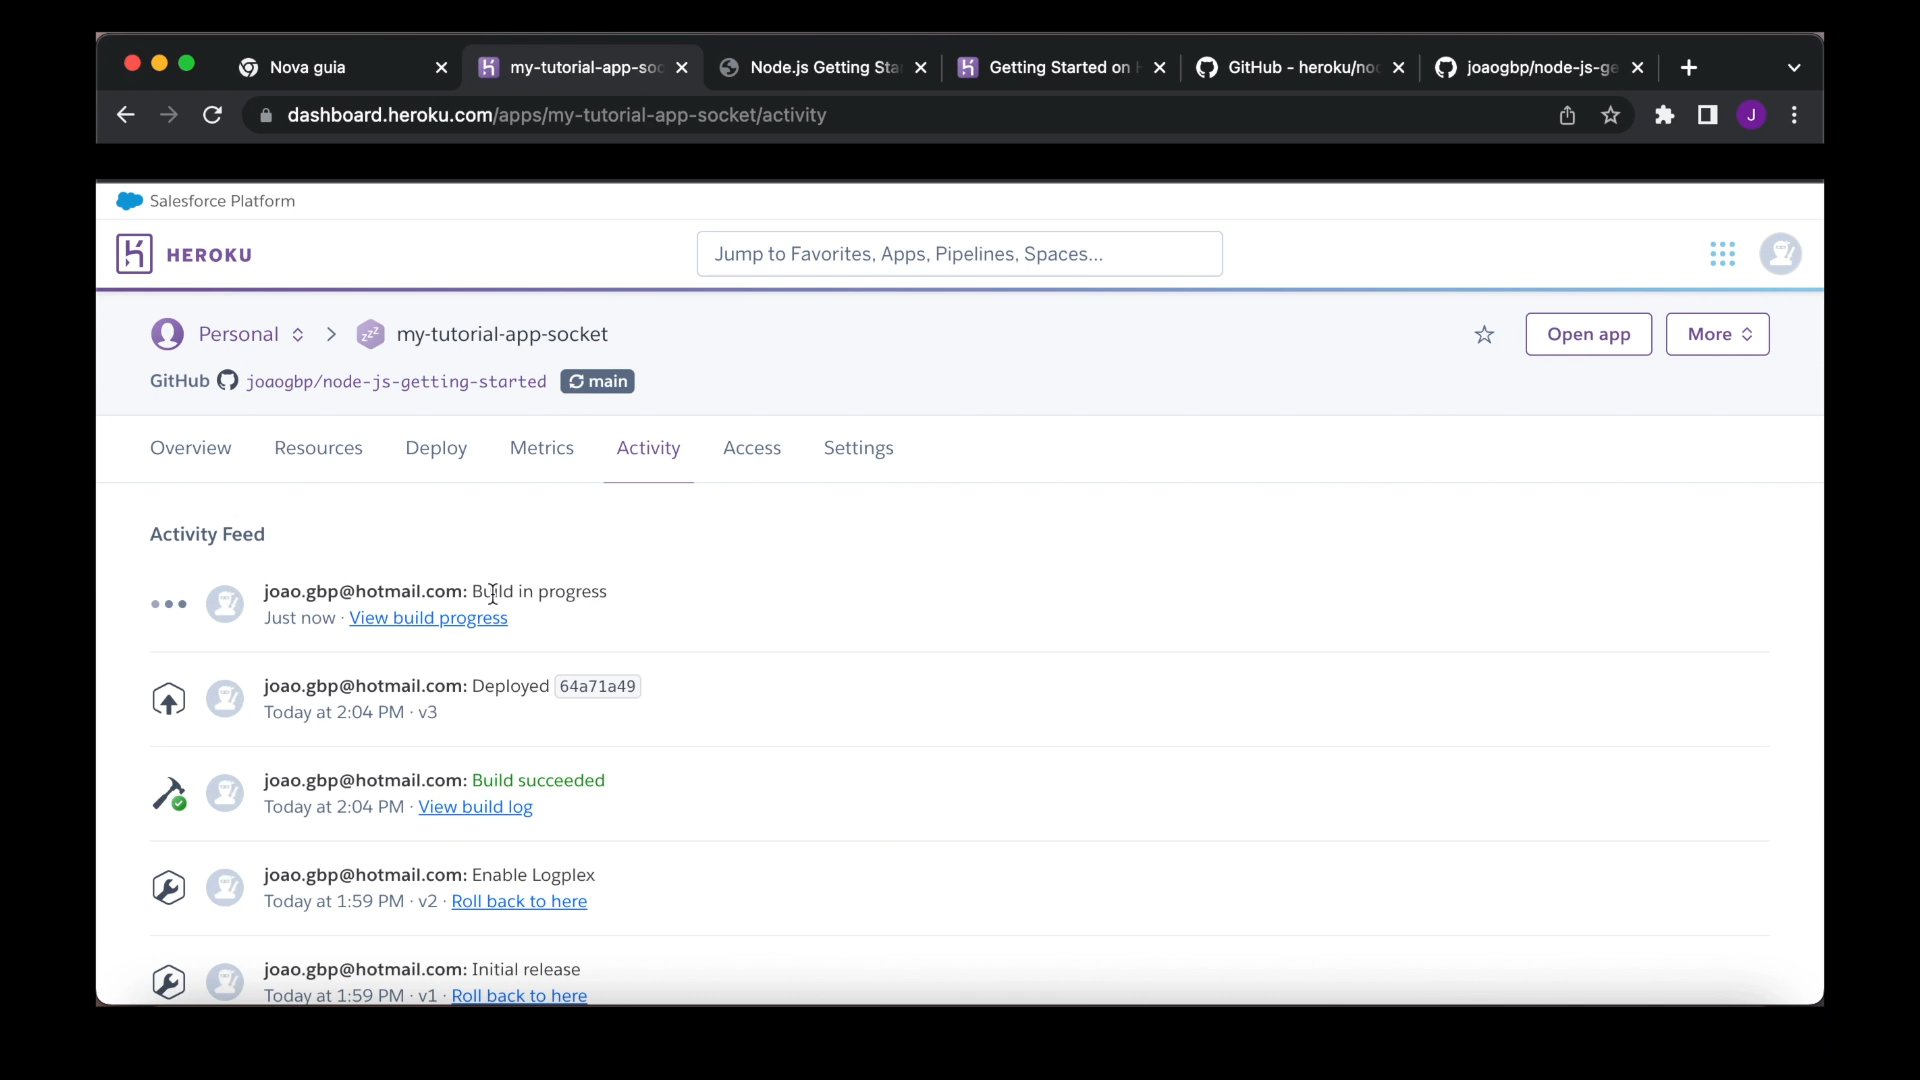 Nova guia
my-tutorial-app-soc
Node.js Getting Sta
Getting Started on H
GitHub - heroku/noc
joaogbp/node-js-ge
dashboard.heroku.com/apps/my-tutorial-app-socket/activity
J
Salesforce Platform
HEROKU
Jump to Favorites, Apps, Pipelines, Spaces...
Personal
zzz
my-tutorial-app-socket
Open app
More
GitHub joaogbp/node-js-getting-started main
Overview Resources Deploy Metrics Activity Access Settings
Activity Feed
joao.gbp@hotmail.com: Build in progress
Just now · View build progress
joao.gbp@hotmail.com: Deployed 64a71a49
Today at 2:04 PM · v3
joao.gbp@hotmail.com: Build succeeded
Today at 2:04 PM · View build log
joao.gbp@hotmail.com: Enable Logplex
Today at 1:59 PM · v2 · Roll back to here
joao.gbp@hotmail.com: Initial release
Today at 1:59 PM · v1 · Roll back to here